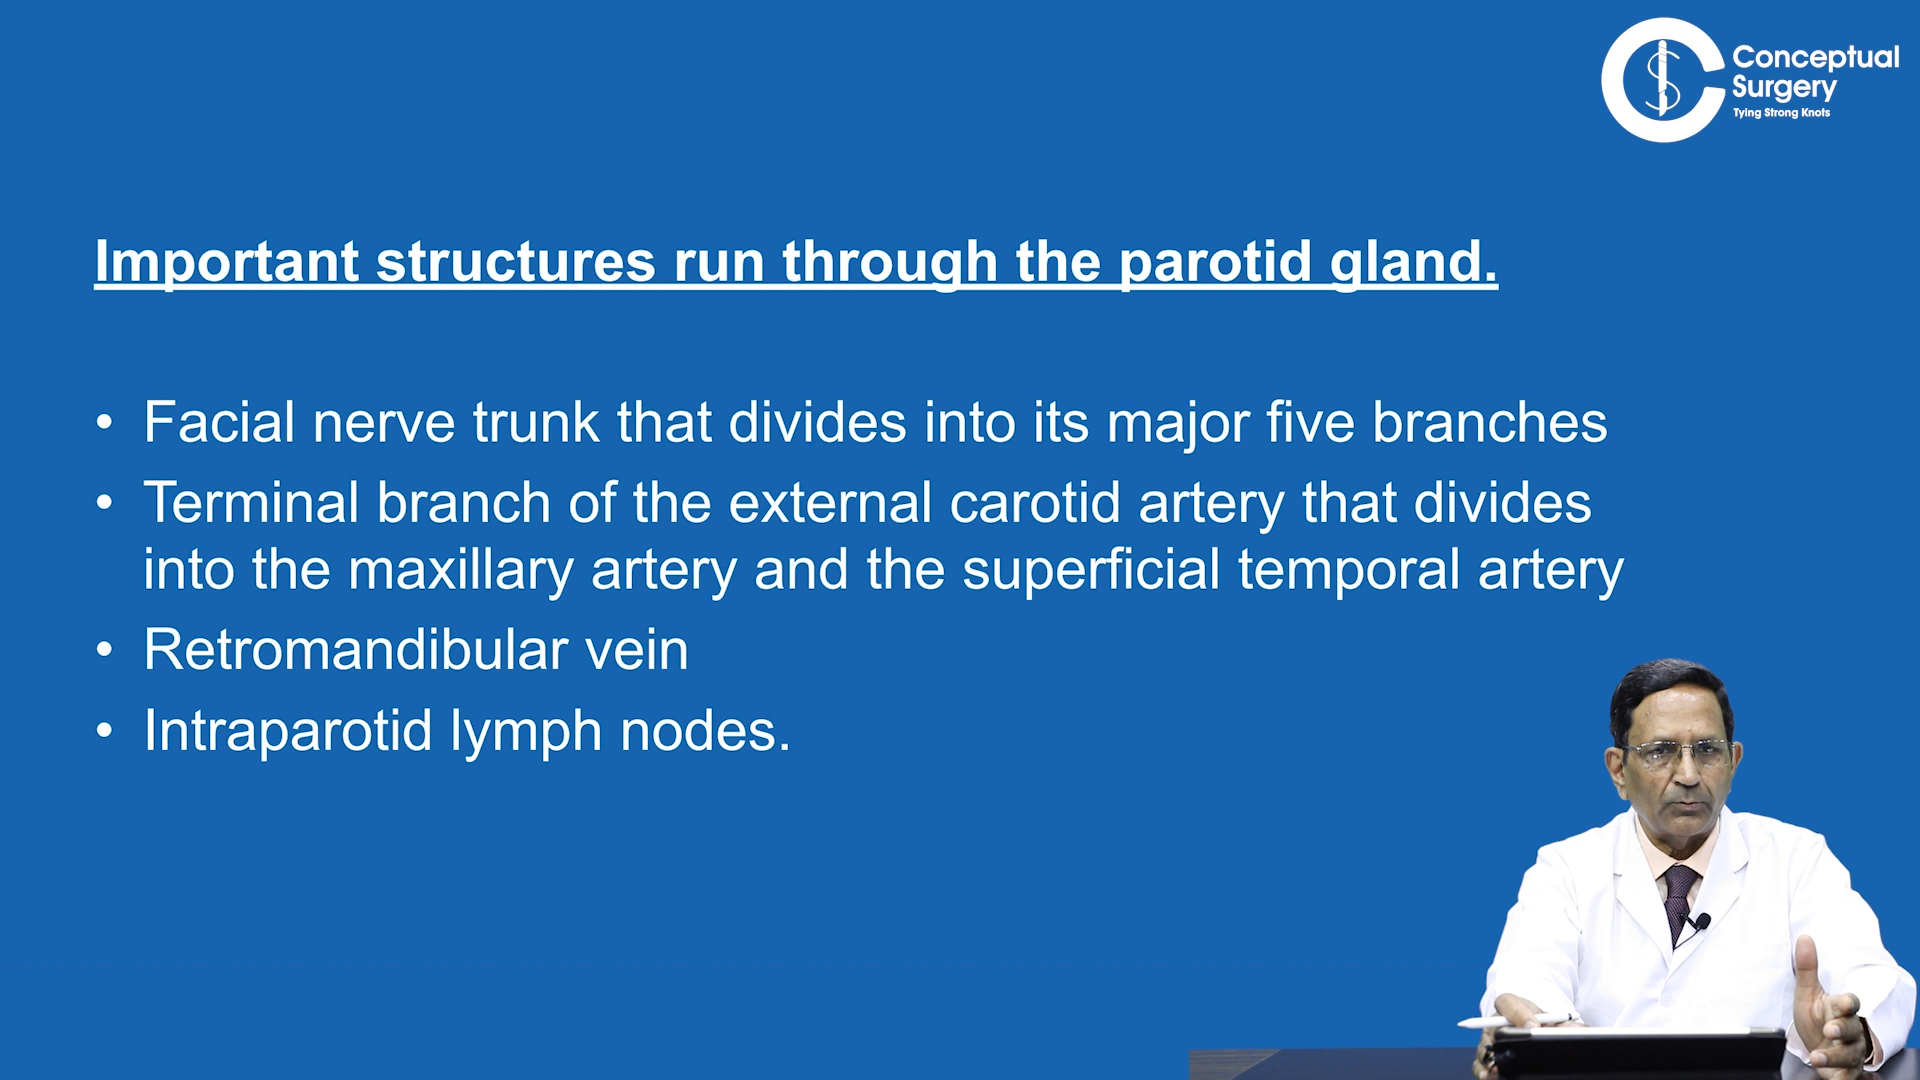 Conceptual
Surgery
Tying Strong Knots
Important structures run through the parotid gland.
• Facial nerve trunk that divides into its major five branches
• Terminal branch of the external carotid artery that divides
into the maxillary artery and the superficial temporal artery
• Retromandibular vein
• Intraparotid lymph nodes.